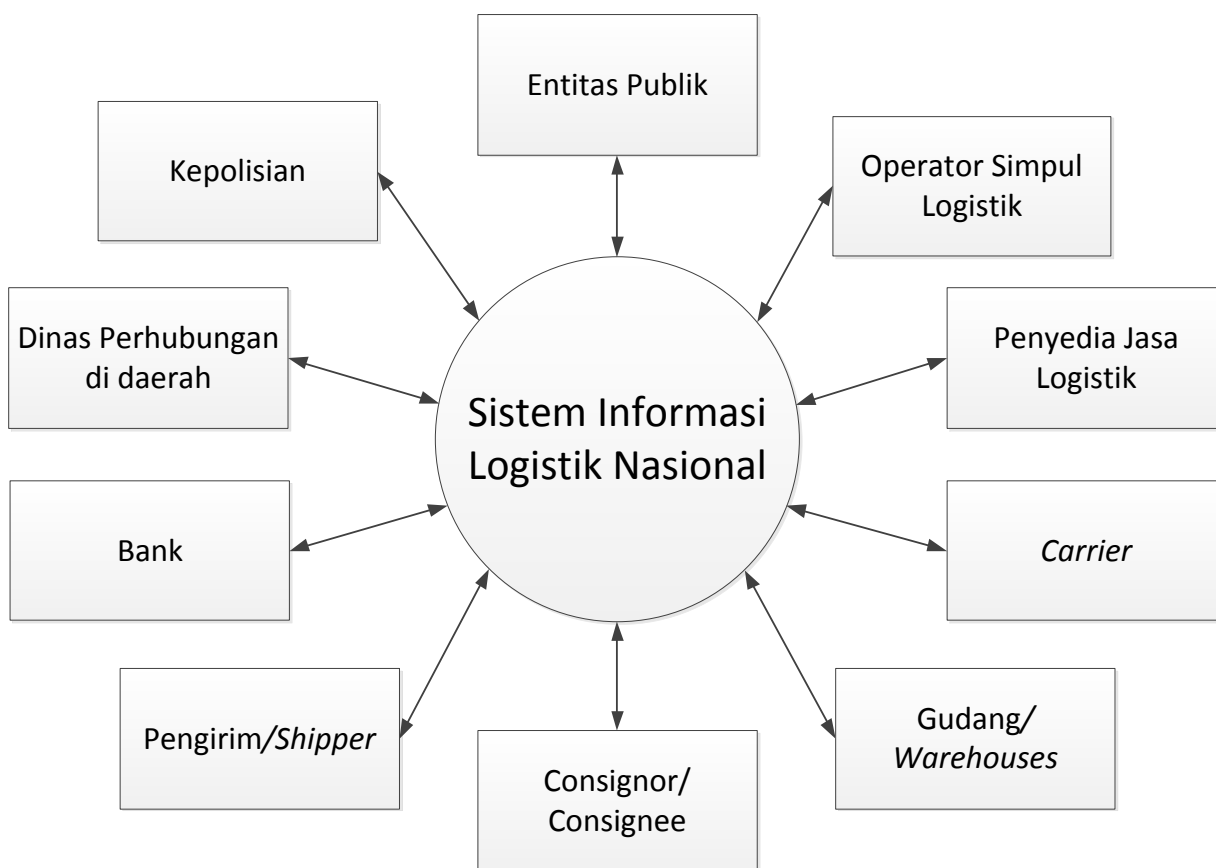 Entitas Publik
Kepolisian
Operator Simpul
Logistik
Dinas Perhubungan
di daerah
Penyedia Jasa
Logistik
Sistem Informasi
Logistik Nasional
Bank
Carrier
Pengirim/Shipper
Gudang/
Warehouses
Consignor/
Consignee